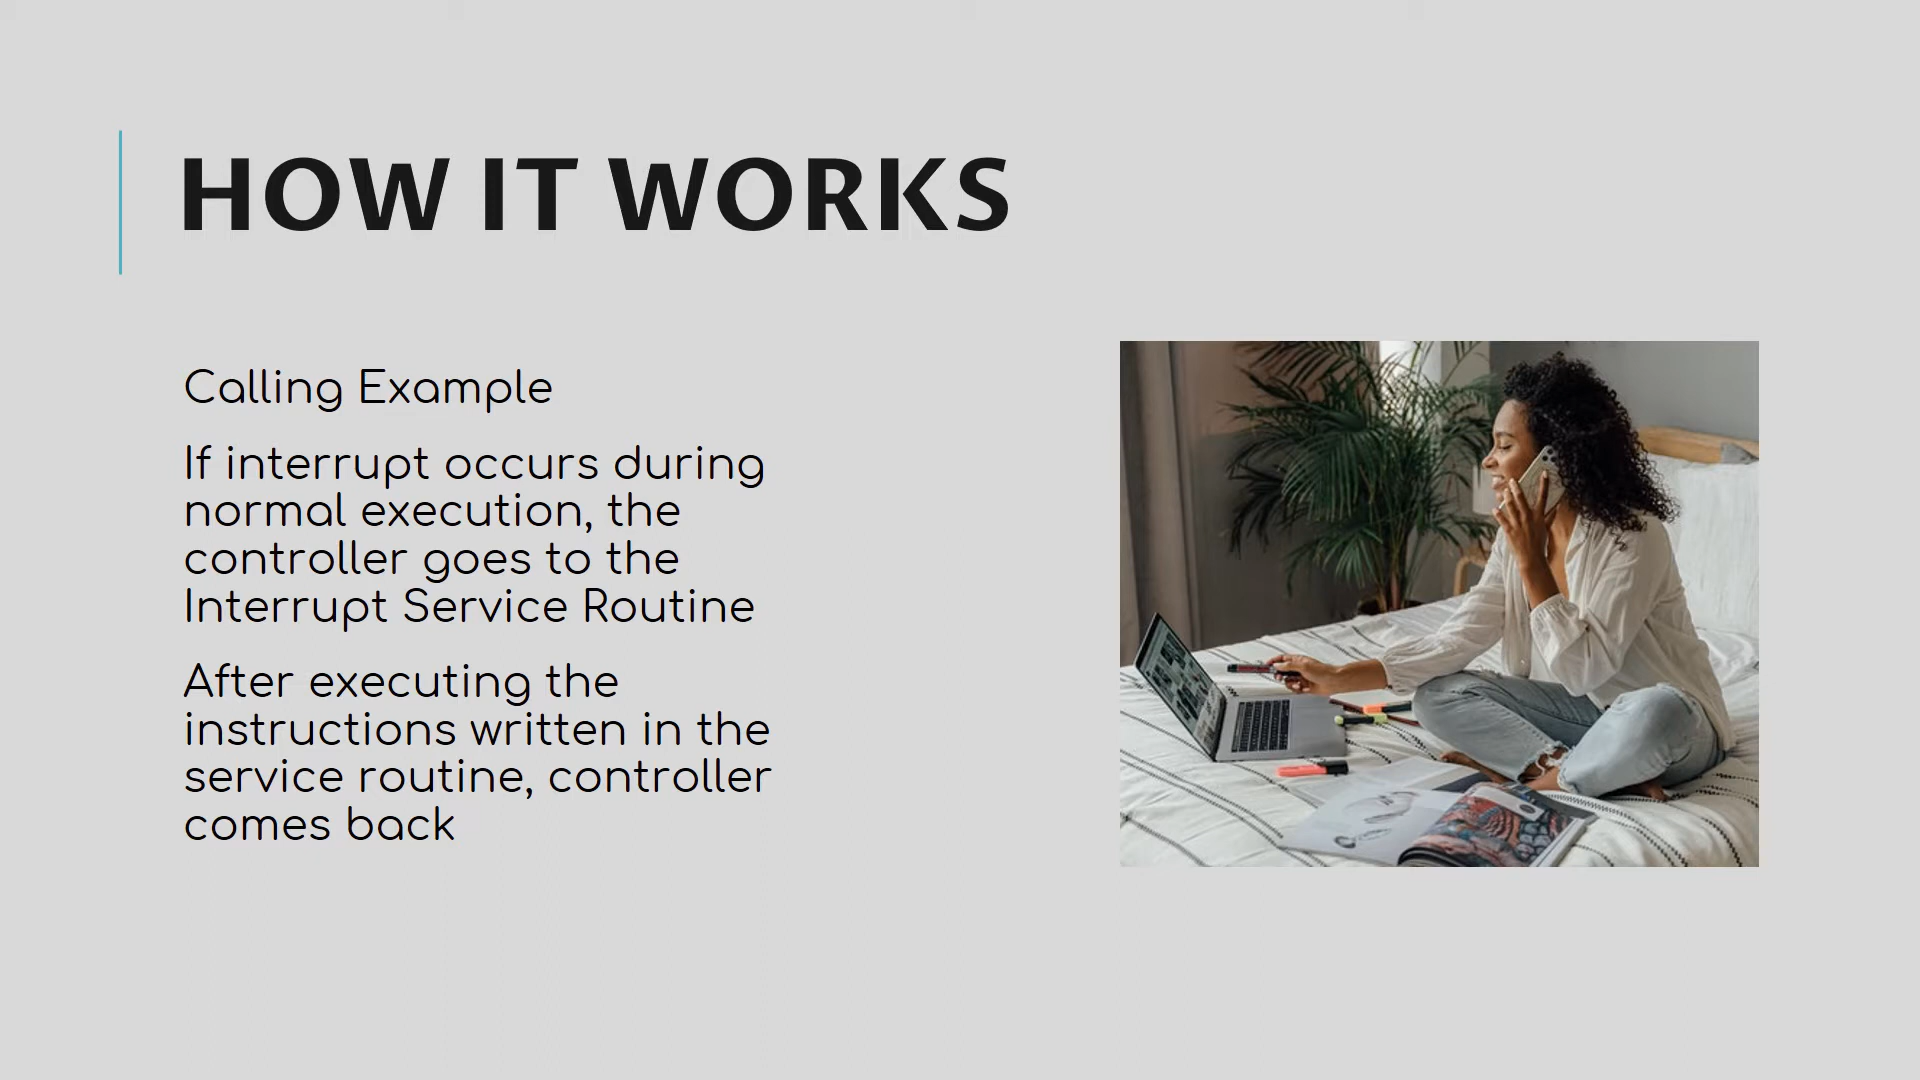 HOW IT WORKS
Calling Example
If interrupt occurs during
normal execution, the
controller goes to the
Interrupt Service Routine
After executing the
instructions written in the
service routine, controller
comes back